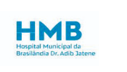 HMB
Hospital Municipal da
Brasilândia Dr. Adib Jatene